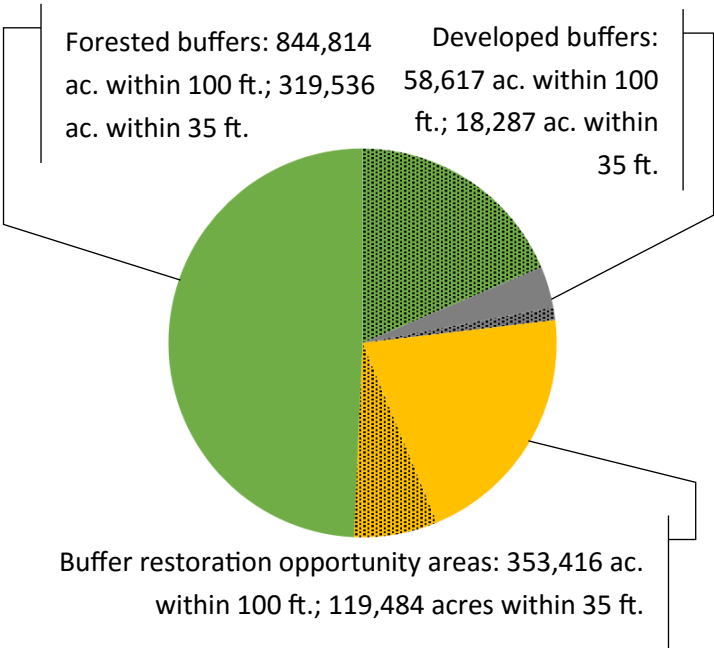 Forested buffers: 844,814
ac. within 100 ft.; 319,536
ac. within 35 ft.
Developed buffers:
58,617 ac. within 100
ft.; 18,287 ac. within
35 ft.
Buffer restoration opportunity areas: 353,416 ac.
within 100 ft.; 119,484 acres within 35 ft.